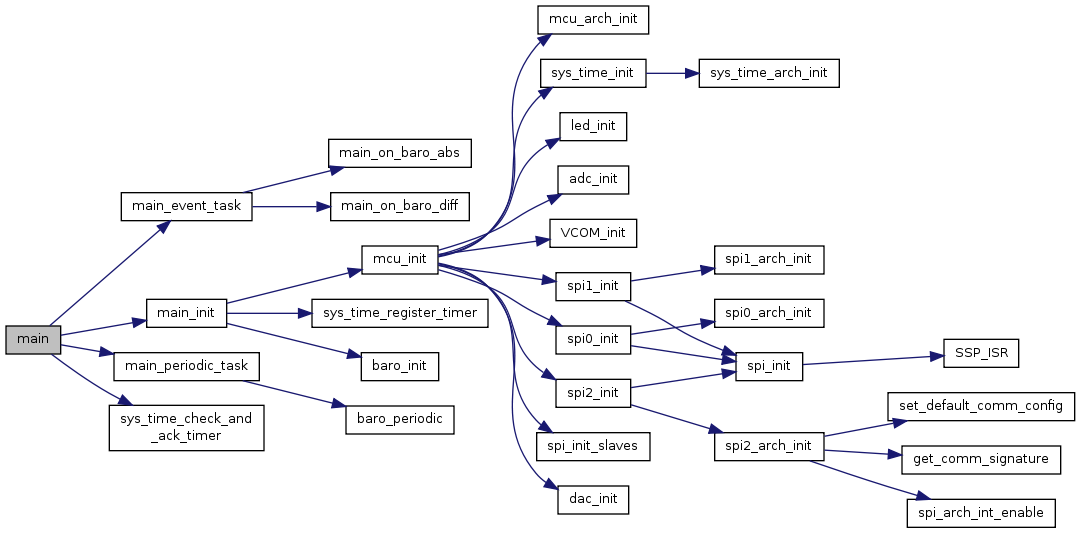 mcu_arch_init
sys_time_init
sys_time_arch_init
led_init
main_on_baro_abs
adc_init
main_event_task
main_on_baro_diff
VCOM_init
mcu_init
spi1_arch_init
spi1_init
main_init
sys_time_register_timer
spi0_arch_init
main
spi0_init
SSP_ISR
main_periodic_task
baro_init
spi_init
spi2_init
set_default_comm_config
sys_time_check_and
_ack_timer
baro_periodic
spi_init_slaves
spi2_arch_init
get_comm_signature
dac_init
spi_arch_int_enable